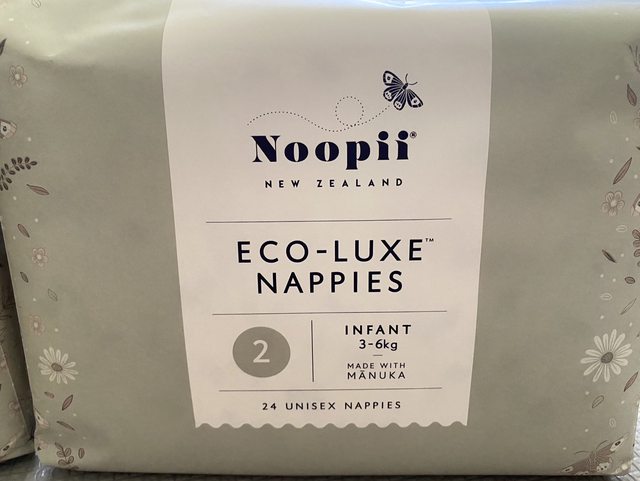 Noopii®
NEW ZEALAND
ECO-LUXE™
NAPPIES
2
INFANT
3-6kg
MADE WITH
MĀNUKA
24 UNISEX NAPPIES